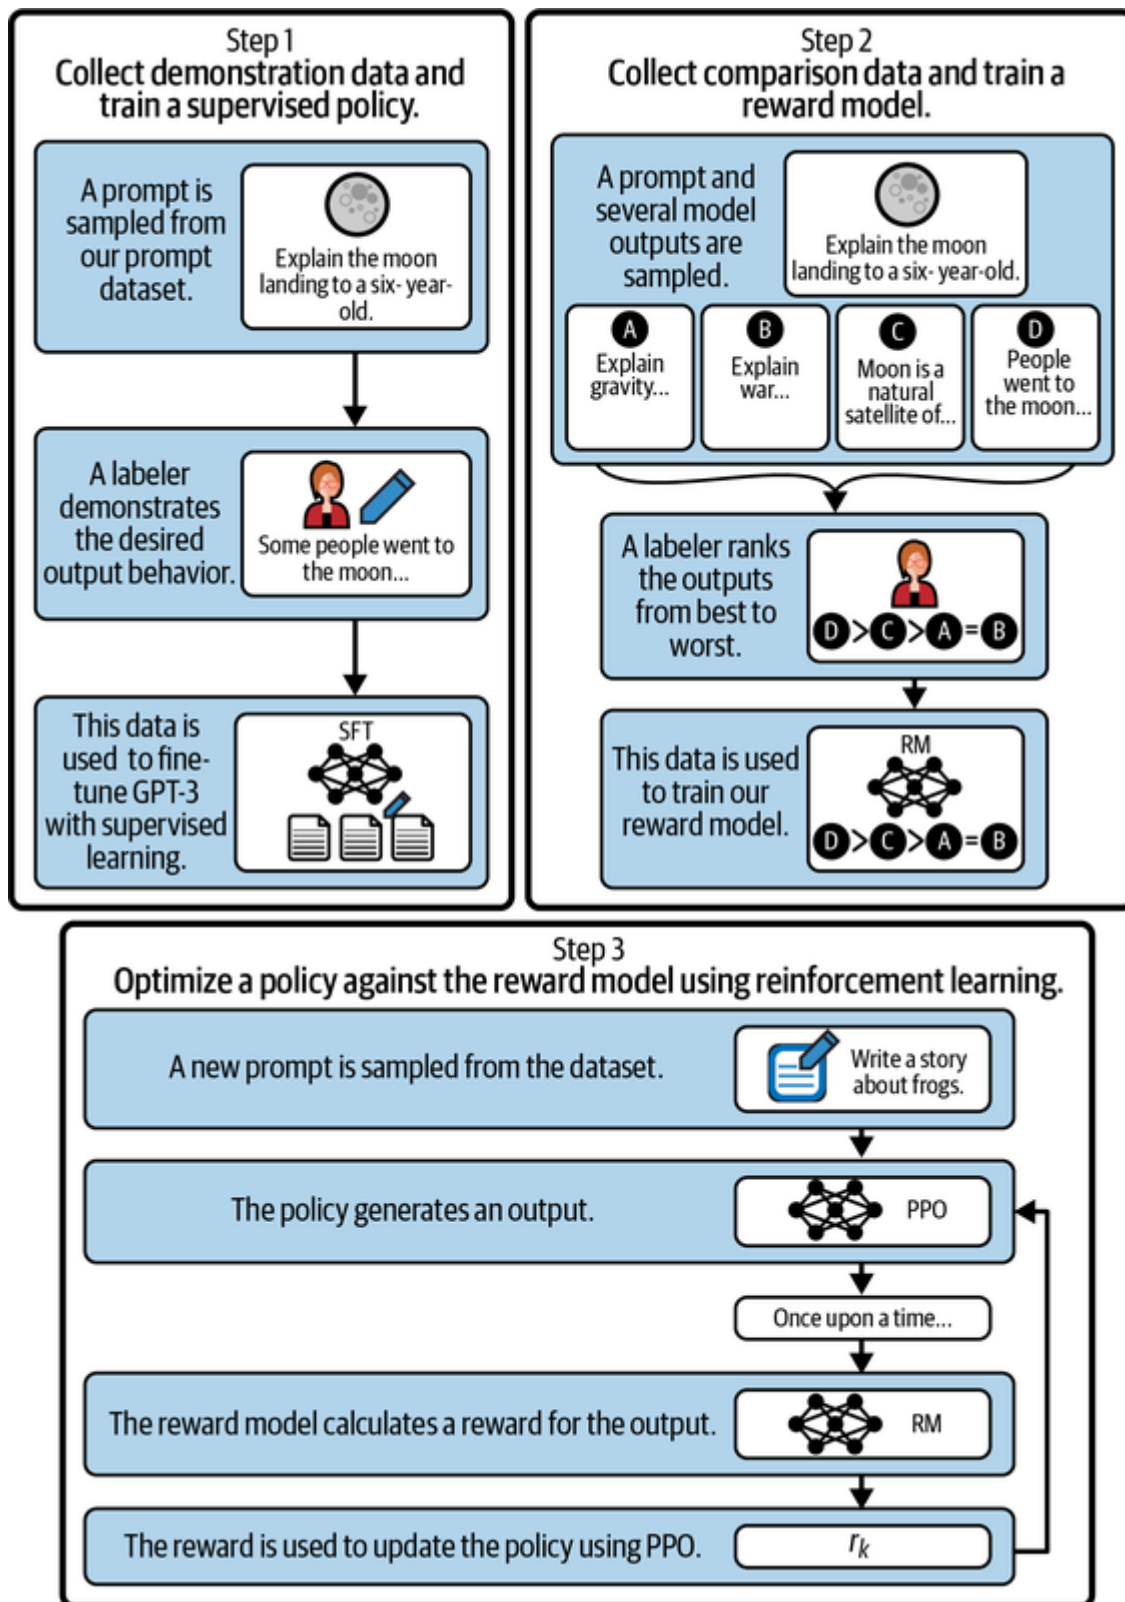 Step 1
Collect demonstration data and
train a supervised policy.
A prompt is
sampled from
our prompt
dataset.
Explain the moon
landing to a six- year-
old.
A labeler
demonstrates
the desired
output behavior.
Some people went to
the moon...
This data is
used to fine-
tune GPT-3
with supervised
learning.
SFT
Step 2
Collect comparison data and train a
reward model.
A prompt and
several model
outputs are
sampled.
Explain the moon
landing to a six- year-old.
A
Explain
gravity...
B
Explain
war...
C
Moon is a
natural
satellite of...
D
People
went to
the moon...
A labeler ranks
the outputs
from best to
worst.
D > C > A = B
This data is used
to train our
reward model.
RM
D > C > A = B
Step 3
Optimize a policy against the reward model using reinforcement learning.
A new prompt is sampled from the dataset.
Write a story
about frogs.
The policy generates an output.
PPO
Once upon a time...
The reward model calculates a reward for the output.
RM
The reward is used to update the policy using PPO.
rk